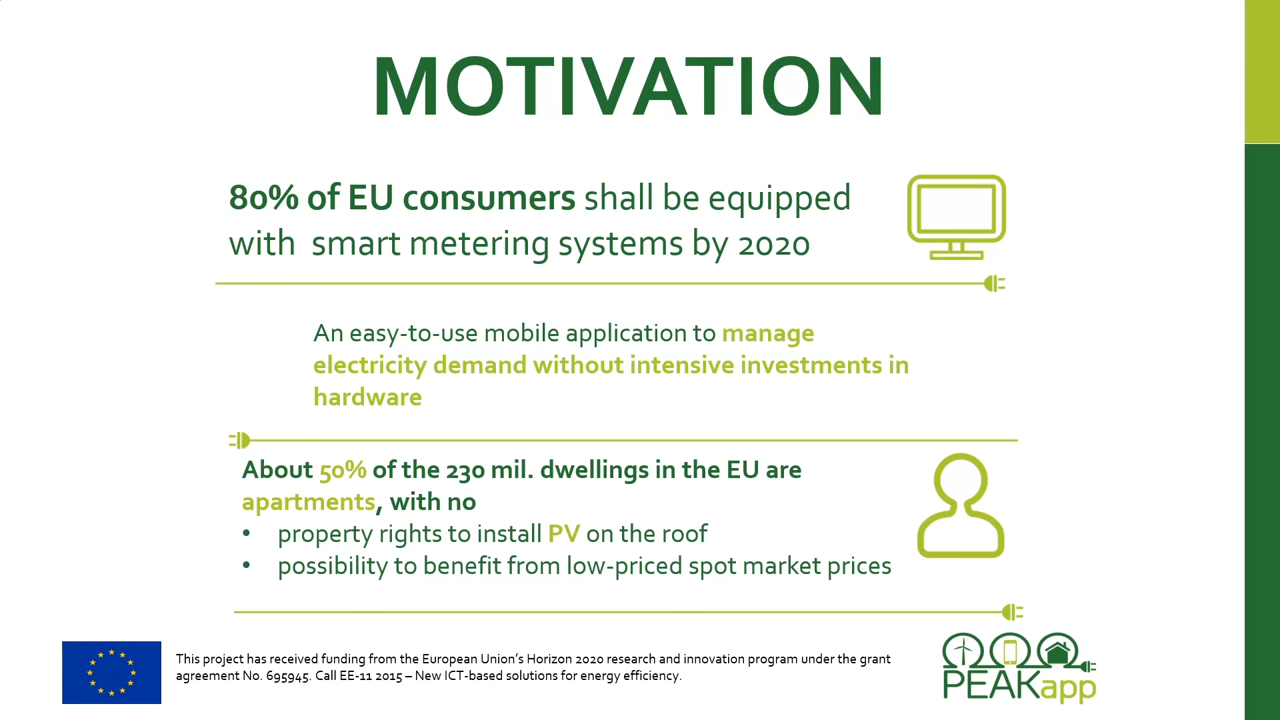 MOTIVATION
80% of EU consumers shall be equipped
with smart metering systems by 2020
An easy-to-use mobile application to manage
electricity demand without intensive investments in
hardware
About 50% of the 230 mil. dwellings in the EU are
apartments, with no
• property rights to install PV on the roof
• possibility to benefit from low-priced spot market prices
This project has received funding from the European Union's Horizon 2020 research and innovation program under the grant
agreement No. 695945. Call EE-11 2015 – New ICT-based solutions for energy efficiency.
PEAKapp